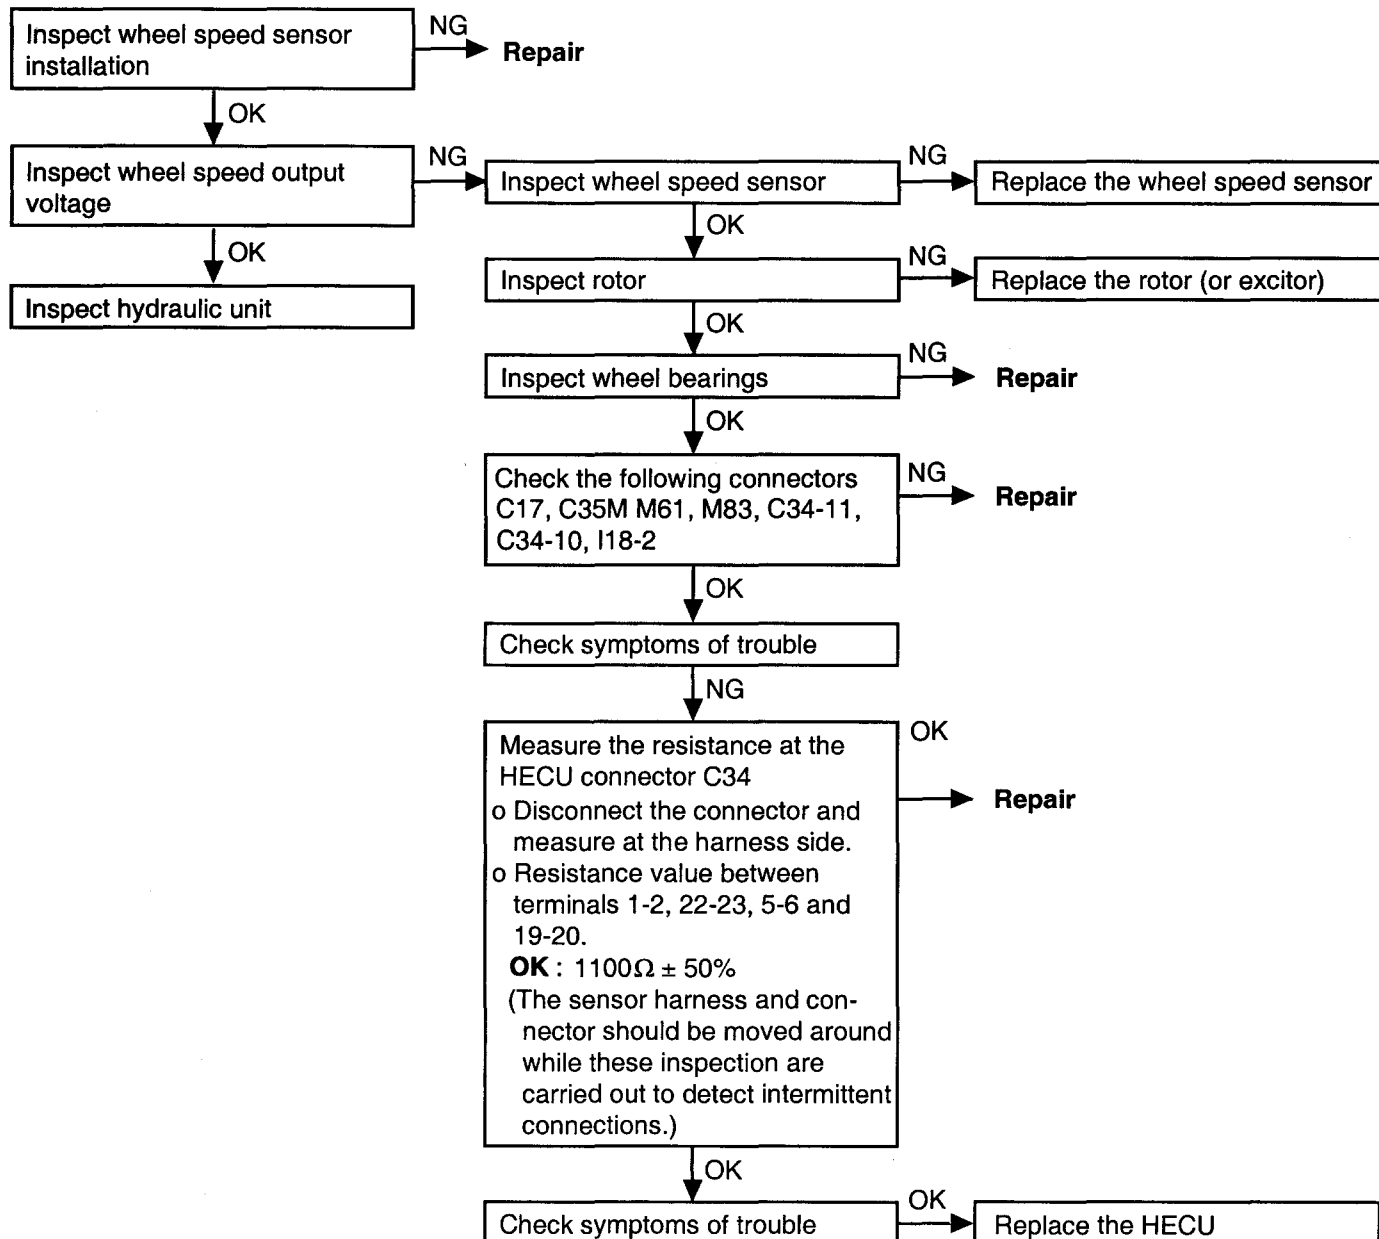 Inspect wheel speed sensor
installation
NG
Repair
OK
Inspect wheel speed output
voltage
NG
Inspect wheel speed sensor
NG
Replace the wheel speed sensor
OK
OK
Inspect hydraulic unit
Inspect rotor
NG
Replace the rotor (or excitor)
OK
Inspect wheel bearings
NG
Repair
OK
Check the following connectors
C17, C35M M61, M83, C34-11,
C34-10, I18-2
NG
Repair
OK
Check symptoms of trouble
NG
Measure the resistance at the
HECU connector C34
o Disconnect the connector and
measure at the harness side.
o Resistance value between
terminals 1-2, 22-23, 5-6 and
19-20.
OK : 1100Ω ± 50%
(The sensor harness and con-
nector should be moved around
while these inspection are
carried out to detect intermittent
connections.)
OK
Repair
OK
Check symptoms of trouble
OK
Replace the HECU